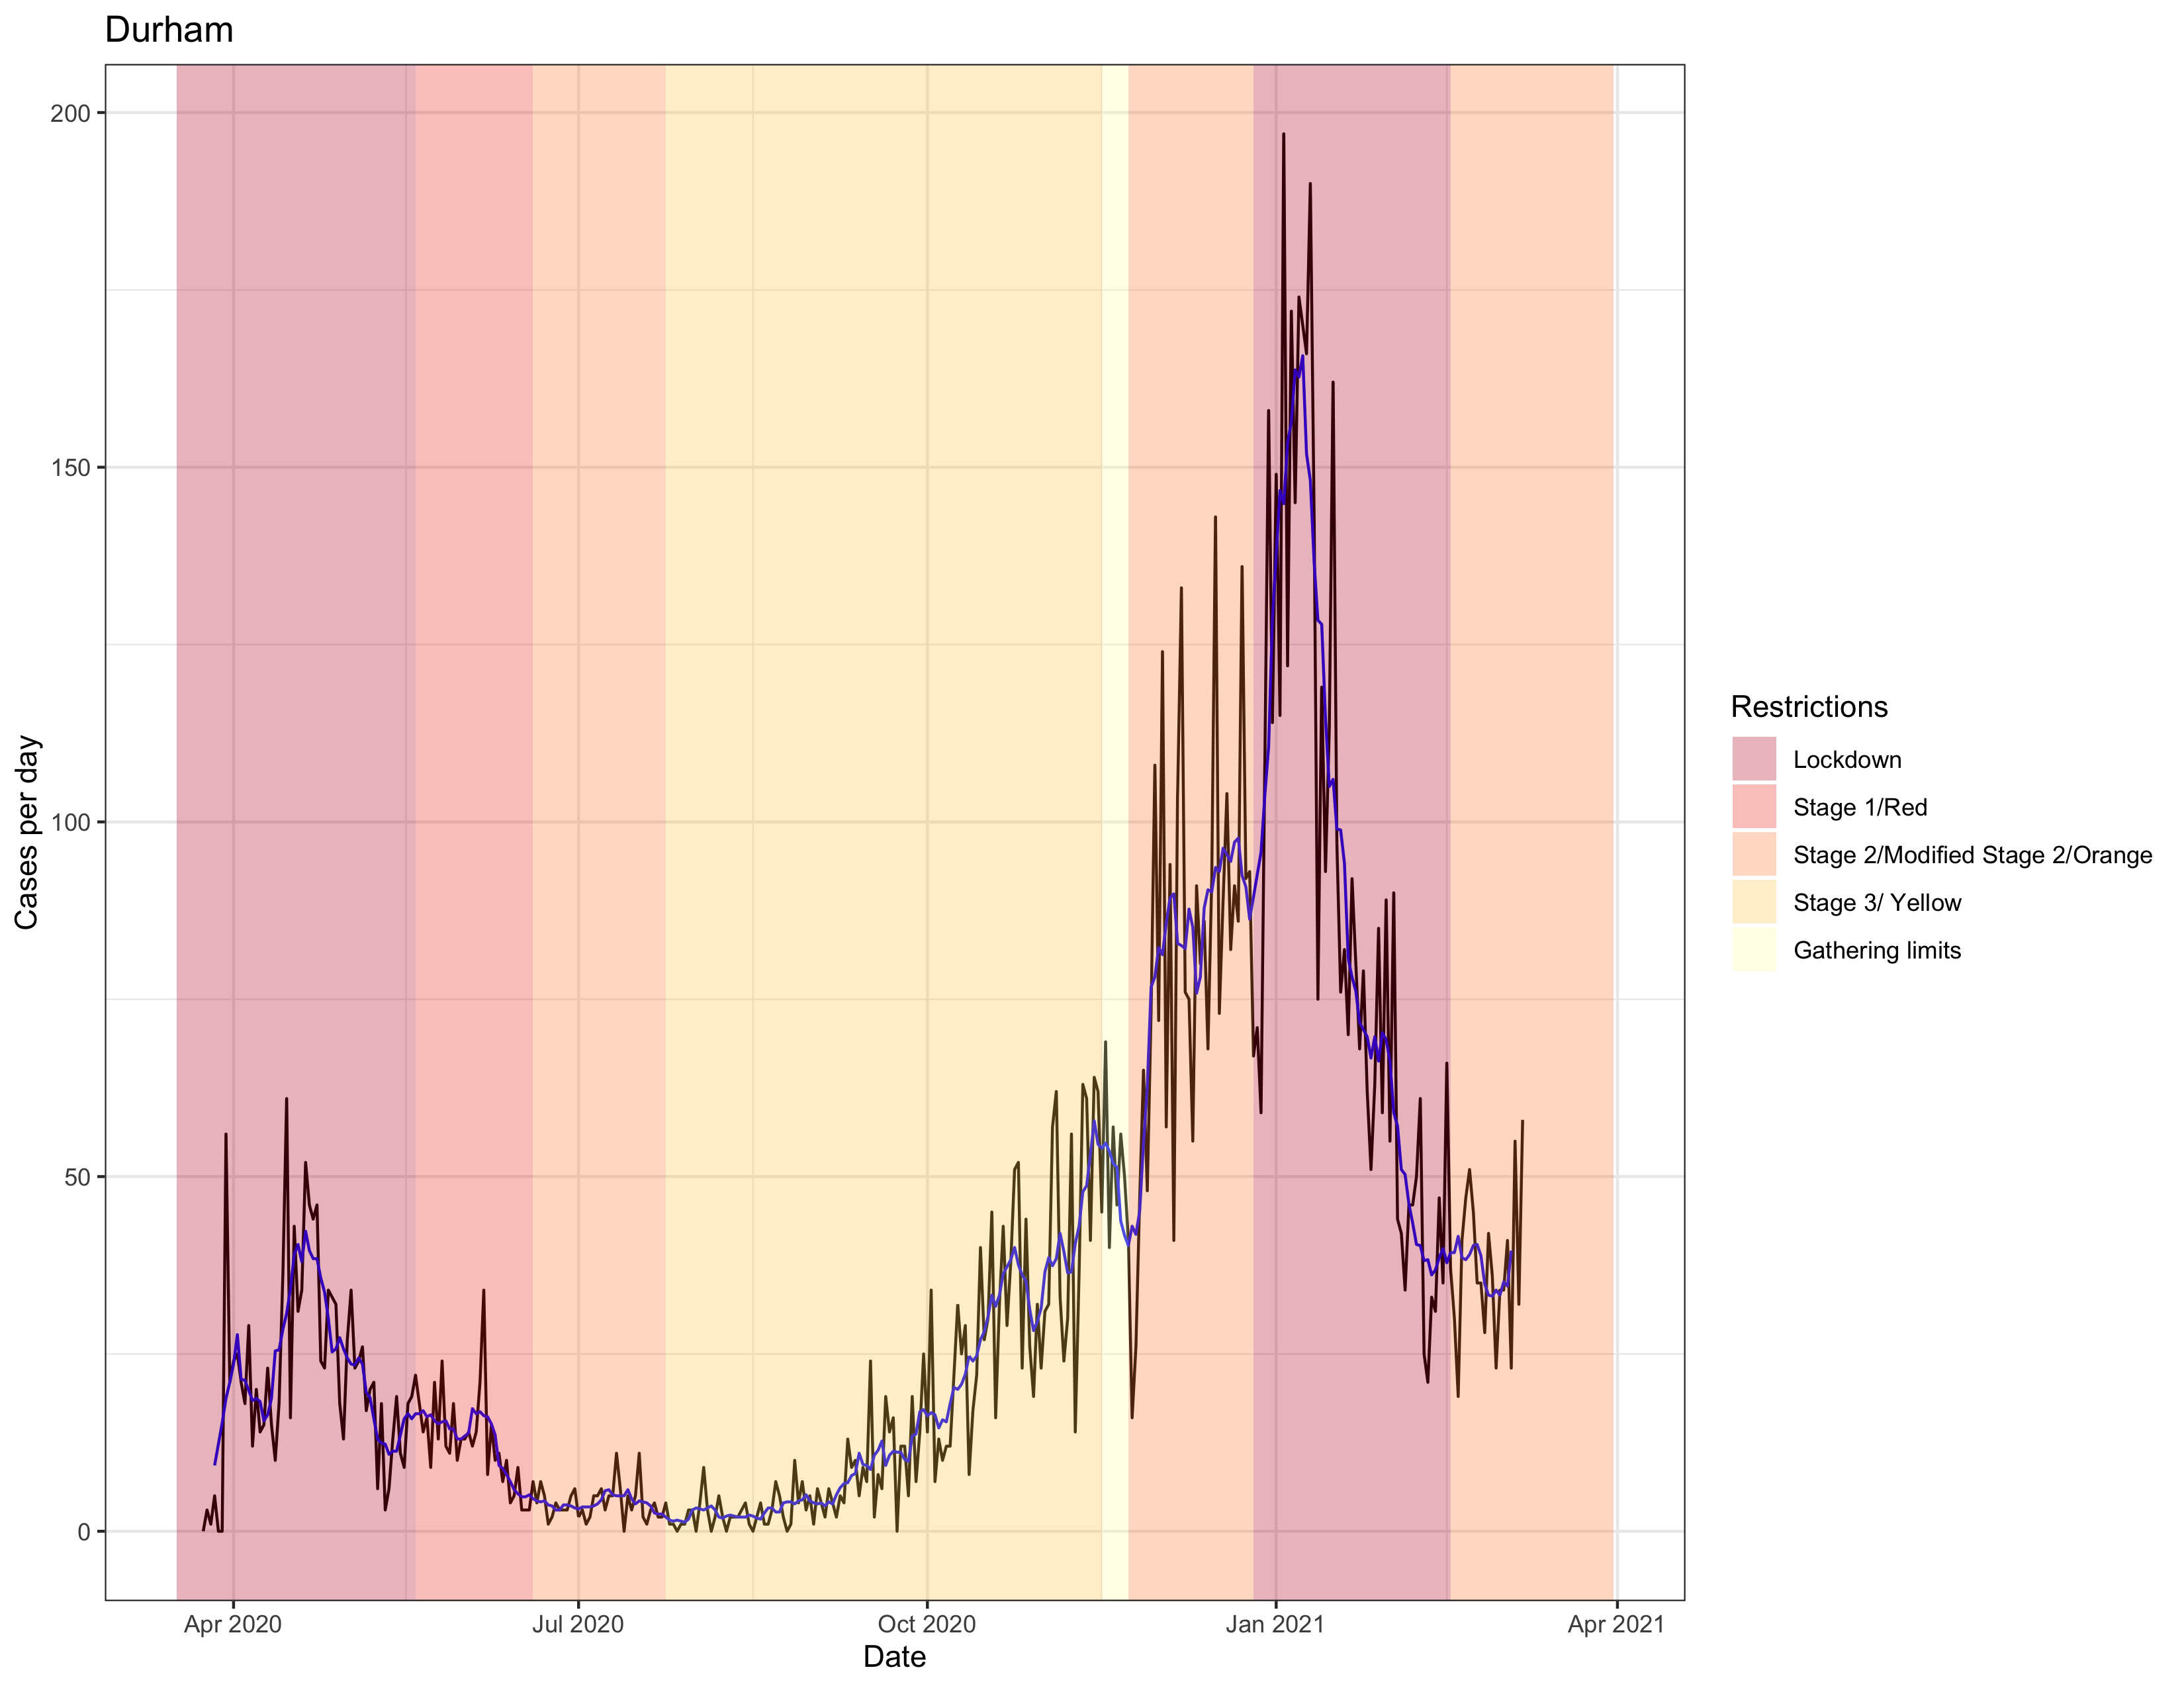 Durham
200
150
100
50
0
Cases per day
Apr 2020
Jul 2020
Oct 2020
Jan 2021
Apr 2021
Date
Restrictions
Lockdown
Stage 1/Red
Stage 2/Modified Stage 2/Orange
Stage 3/ Yellow
Gathering limits